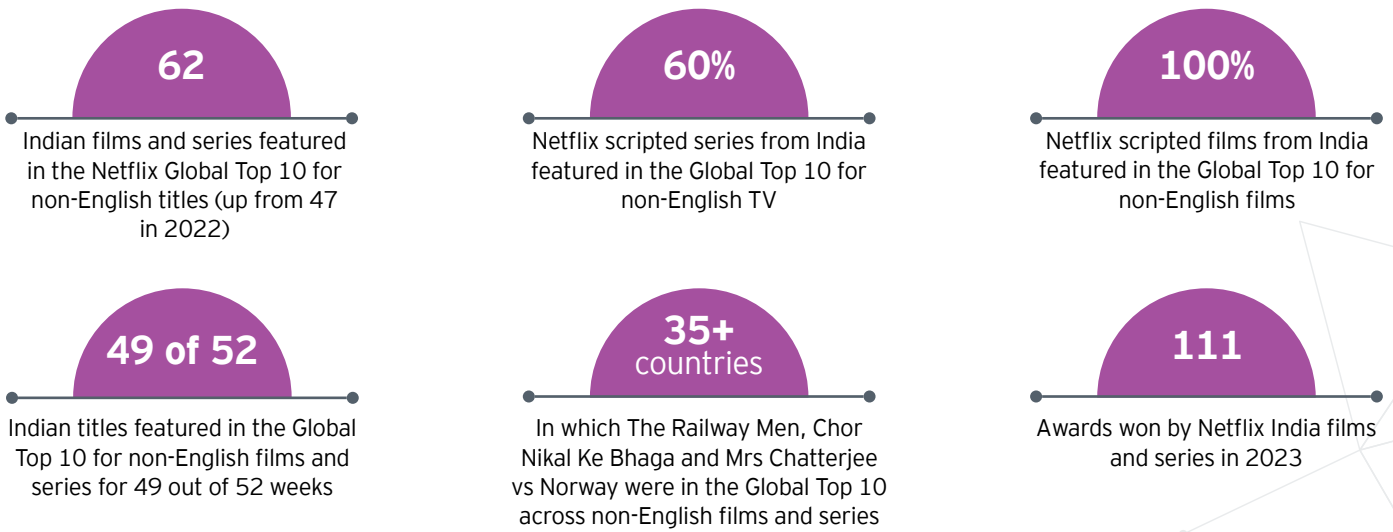 62
Indian films and series featured
in the Netflix Global Top 10 for
non-English titles (up from 47
in 2022)
60%
Netflix scripted series from India
featured in the Global Top 10 for
non-English TV
100%
Netflix scripted films from India
featured in the Global Top 10 for
non-English films
49 of 52
Indian titles featured in the Global
Top 10 for non-English films and
series for 49 out of 52 weeks
35+
countries
In which The Railway Men, Chor
Nikal Ke Bhaga and Mrs Chatterjee
vs Norway were in the Global Top 10
across non-English films and series
111
Awards won by Netflix India films
and series in 2023